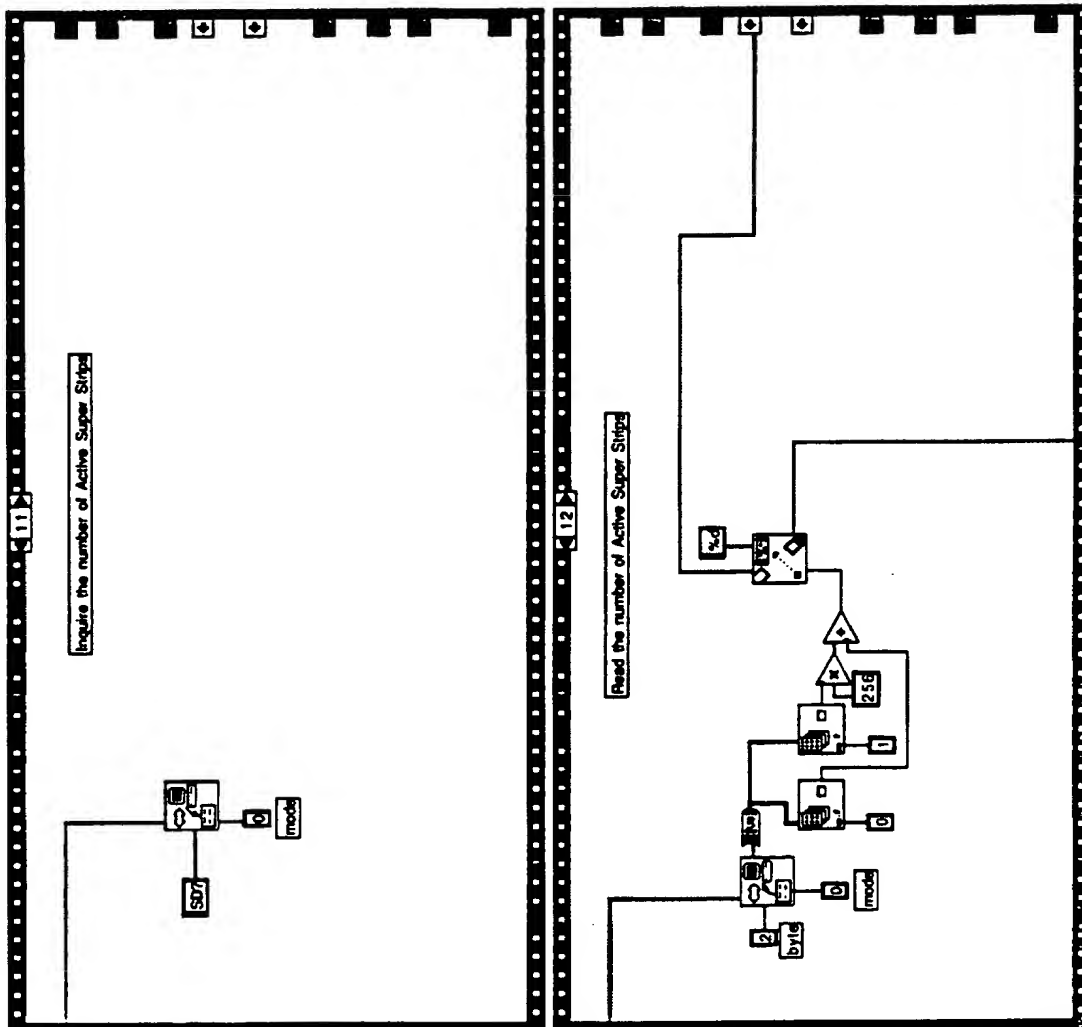 11
Inquire the number of Active Super Strips
SD?
0
mode
12
Read the number of Active Super Strips
%d
256
1
0
2
byte
0
mode